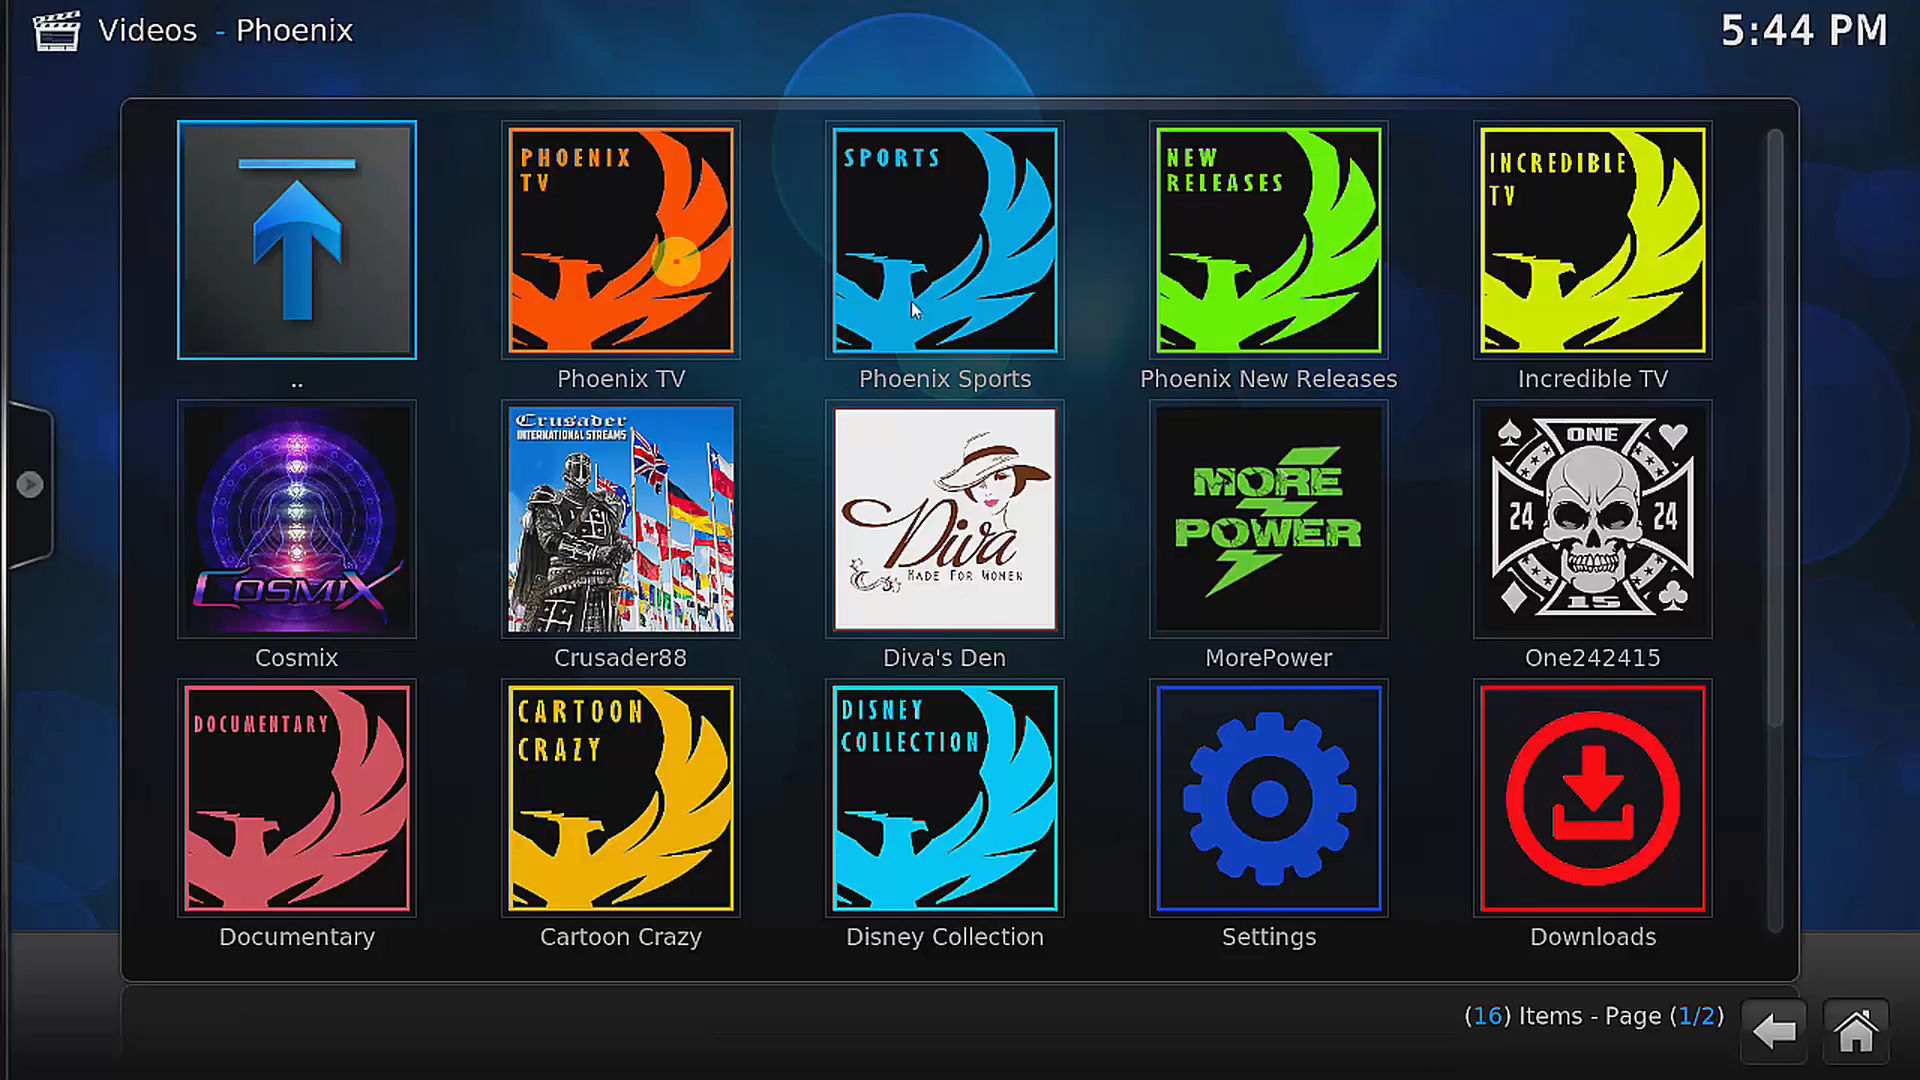 Videos - Phoenix
5:44 PM
PHOENIX
TV
SPORTS
NEW
RELEASES
INCREDIBLE
TV
..
Phoenix TV
Phoenix Sports
Phoenix New Releases
Incredible TV
COSMIX
Crusader
INTERNATIONAL STREAMS
Diva
MADE FOR WOMEN
MORE
POWER
ONE
24 24
15
Cosmix
Crusader88
Diva's Den
MorePower
One242415
DOCUMENTARY
CARTOON
CRAZY
DISNEY
COLLECTION
Documentary
Cartoon Crazy
Disney Collection
Settings
Downloads
(16) Items - Page (1/2)